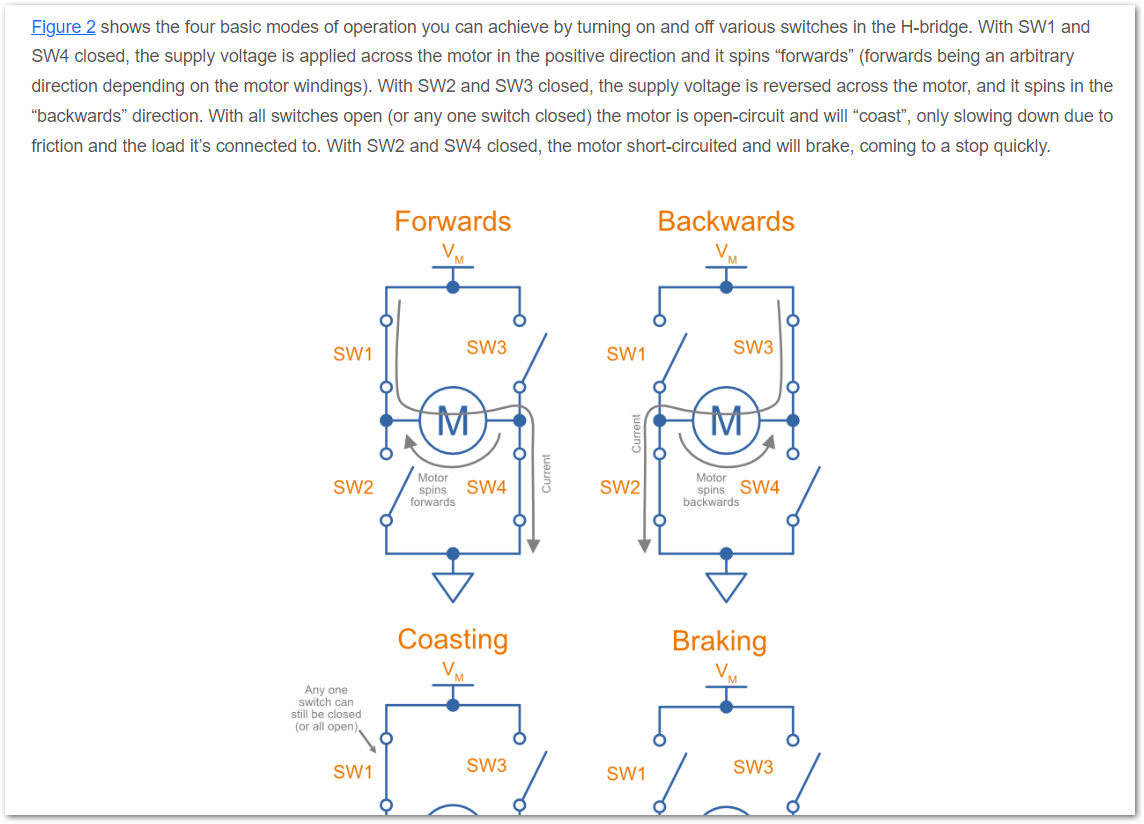 Figure 2 shows the four basic modes of operation you can achieve by turning on and off various switches in the H-bridge. With SW1 and
SW4 closed, the supply voltage is applied across the motor in the positive direction and it spins “forwards” (forwards being an arbitrary
direction depending on the motor windings). With SW2 and SW3 closed, the supply voltage is reversed across the motor, and it spins in the
“backwards” direction. With all switches open (or any one switch closed) the motor is open-circuit and will “coast”, only slowing down due to
friction and the load it’s connected to. With SW2 and SW4 closed, the motor short-circuited and will brake, coming to a stop quickly.
Forwards
VM
SW1
SW3
M
SW2
Motor
spins
forwards
SW4
Current
Backwards
VM
SW1
SW3
Current
M
SW2
Motor
spins
backwards
SW4
Coasting
VM
Any one
switch can
still be closed
(or all open)
SW1
SW3
Braking
VM
SW1
SW3